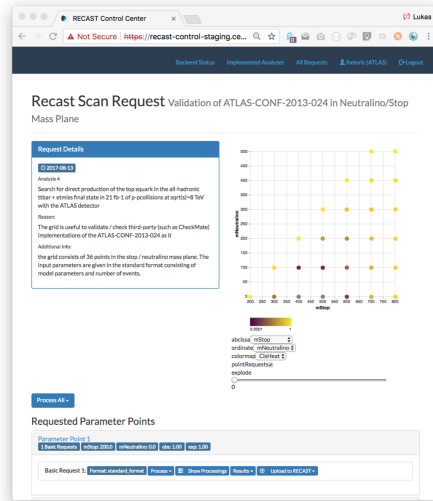 RECAST Control Center
Lukas
Not Secure https://recast-control-staging.ce...
Backend Status Implemented Analyses All Requests lheinric (ATLAS) Logout
Recast Scan Request Validation of ATLAS-CONF-2013-024 in Neutralino/Stop
Mass Plane
Request Details
2017-08-13
Analysis 4
Search for direct production of the top squark in the all-hadronic
ttbar + etmiss final state in 21 fb-1 of p-pcollisions at sqrt(s)=8 TeV
with the ATLAS detector
Reason:
The grid is useful to validate / check third-party (such as CheckMate)
implementations of the ATLAS-CONF-2013-024 as it
Additional Info:
the grid consists of 36 points in the stop / neutralino mass plane. The
input parameters are given in the standard format consisting of
model parameters and number of events.
500
450
400
350
300
250
200
150
100
50
0
mNeutralino
200 250 300 350 400 450 500 550 600 650 700 750 800
mStop
0.0001 1
abcissa mStop
ordinate mNeutralino
colormap ClsHeat
pointRequests
explode
0
Process All
Requested Parameter Points
Parameter Point 1
1 Basic Requests mStop: 200.0 mNeutralino: 0.0 obs: 1.00 exp: 1.00
Basic Request 1: Format: standard_format Process Show Processings Results Upload to RECAST